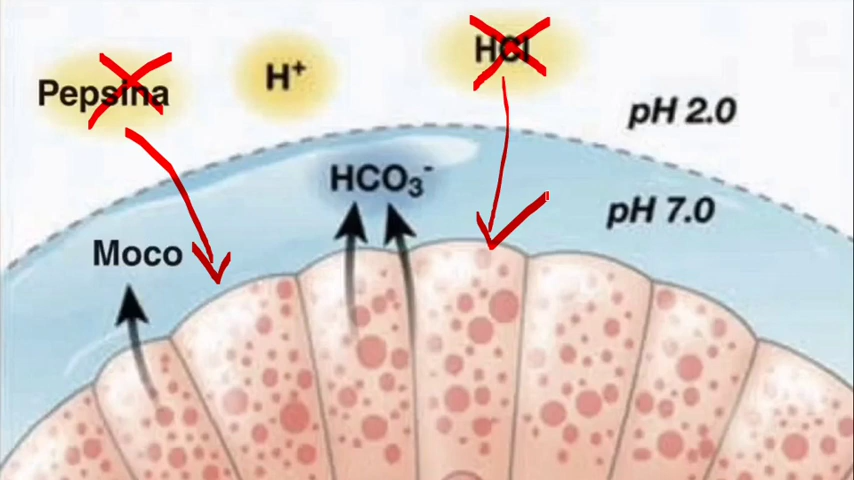 Pepsina
H⁺
HCl
pH 2.0
HCO₃⁻
pH 7.0
Moco